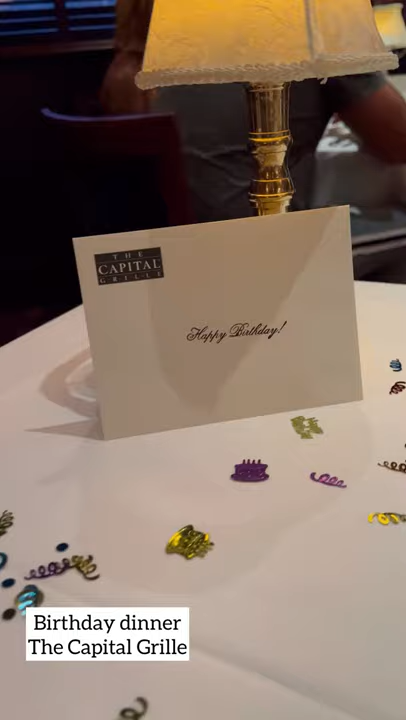 THE
CAPITAL
GRILLE
Happy Birthday!
Birthday dinner
The Capital Grille